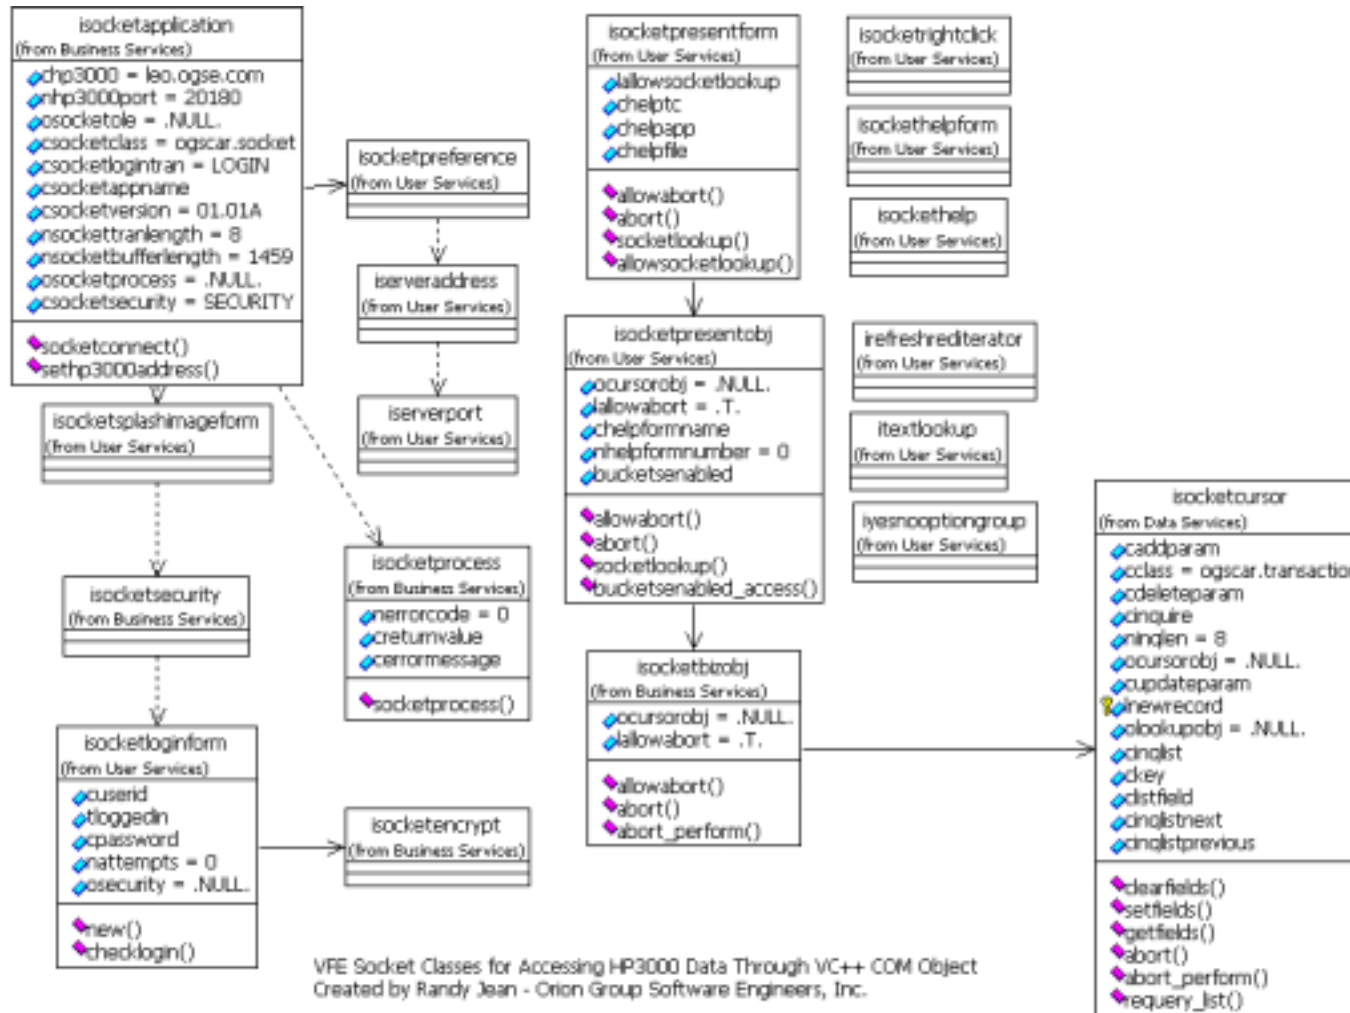 isocketapplication
(from Business Services)
chp3000 = leo.ogse.com
nhp3000port = 20180
osocketole = .NULL.
csocketclass = ogscar.socket
csocketlogintran = LOGIN
csocketappname
csocketversion = 01.01A
nsockettranlength = 8
nsocketbufferlength = 1459
osocketprocess = .NULL.
csocketsecurity = SECURITY
socketconnect()
sethp3000address()
isocketsplashimageform
(from User Services)
isocketsecurity
(from Business Services)
isocketloginform
(from User Services)
cuserid
tloggedin
cpassword
nattempts = 0
osecurity = .NULL.
new()
checklogin()
isocketpreference
(from User Services)
iserveraddress
(from User Services)
iserverport
(from User Services)
isocketprocess
(from Business Services)
nerrorcode = 0
creturnvalue
cerrormessage
socketprocess()
isocketencrypt
(from Business Services)
isocketpresentform
(from User Services)
lallowsocketlookup
chelptc
chelpapp
chelpfile
allowabort()
abort()
socketlookup()
allowsocketlookup()
isocketpresentobj
(from User Services)
ocursorobj = .NULL.
lallowabort = .T.
chelpformname
nhelpformnumber = 0
bucketsenabled
allowabort()
abort()
socketlookup()
bucketsenabled_access()
isocketbizobj
(from Business Services)
ocursorobj = .NULL.
lallowabort = .T.
allowabort()
abort()
abort_perform()
isocketrightclick
(from User Services)
isockethelpform
(from User Services)
isockethelp
(from User Services)
irefreshrediterator
(from User Services)
itextlookup
(from User Services)
iyesnooptiongroup
(from User Services)
isocketcursor
(from Data Services)
caddparam
cclass = ogscar.transactio
cdeleteparam
cinquire
ninqlen = 8
ocursorobj = .NULL.
cupdateparam
lnewrecord
olookupobj = .NULL.
cinqlist
ckey
clistfield
cinqlistnext
cinqlistprevious
clearfields()
setfields()
getfields()
abort()
abort_perform()
requery_list()
VFE Socket Classes for Accessing HP3000 Data Through VC++ COM Object
Created by Randy Jean - Orion Group Software Engineers, Inc.